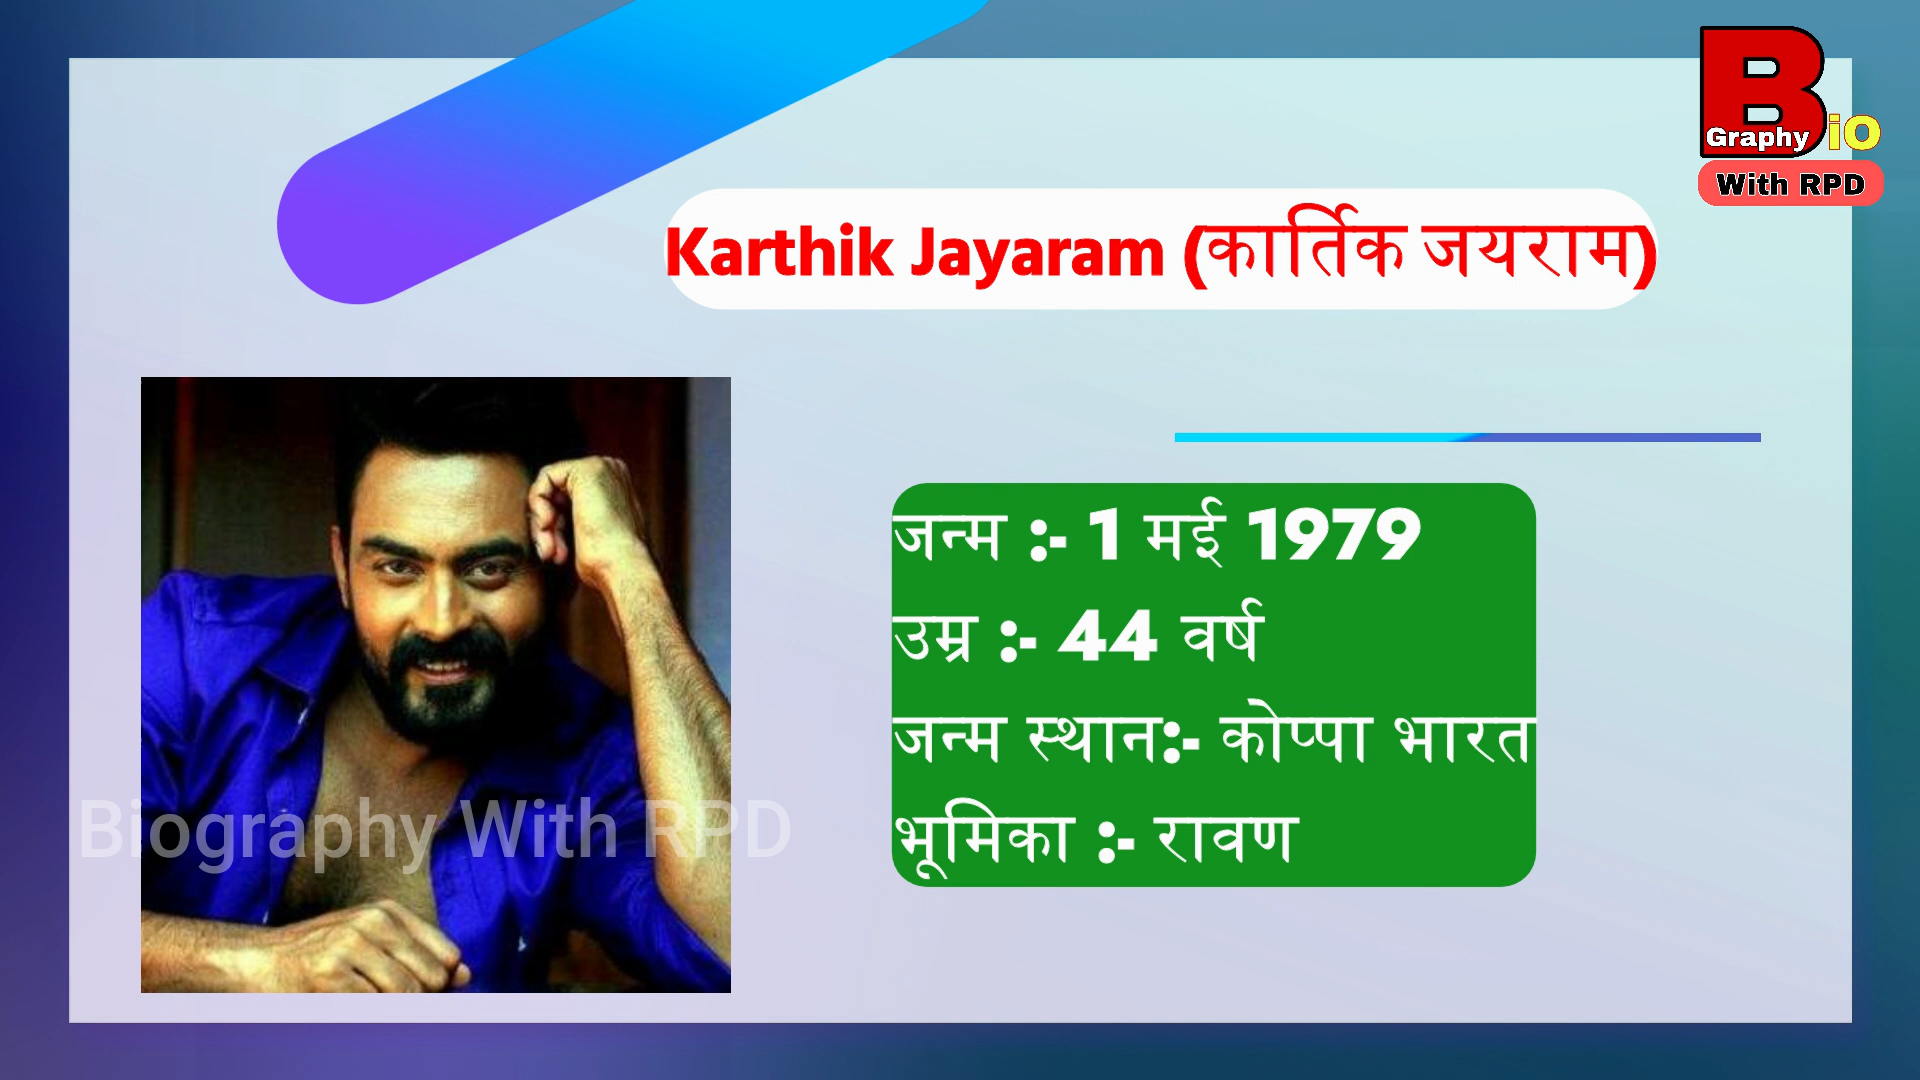 B
Graphy io
With RPD
Karthik Jayaram (कार्तिक जयराम)
जन्म :- 1 मई 1979
उम्र :- 44 वर्ष
जन्म स्थान:- कोप्पा भारत
भूमिका :- रावण
Biography With RPD